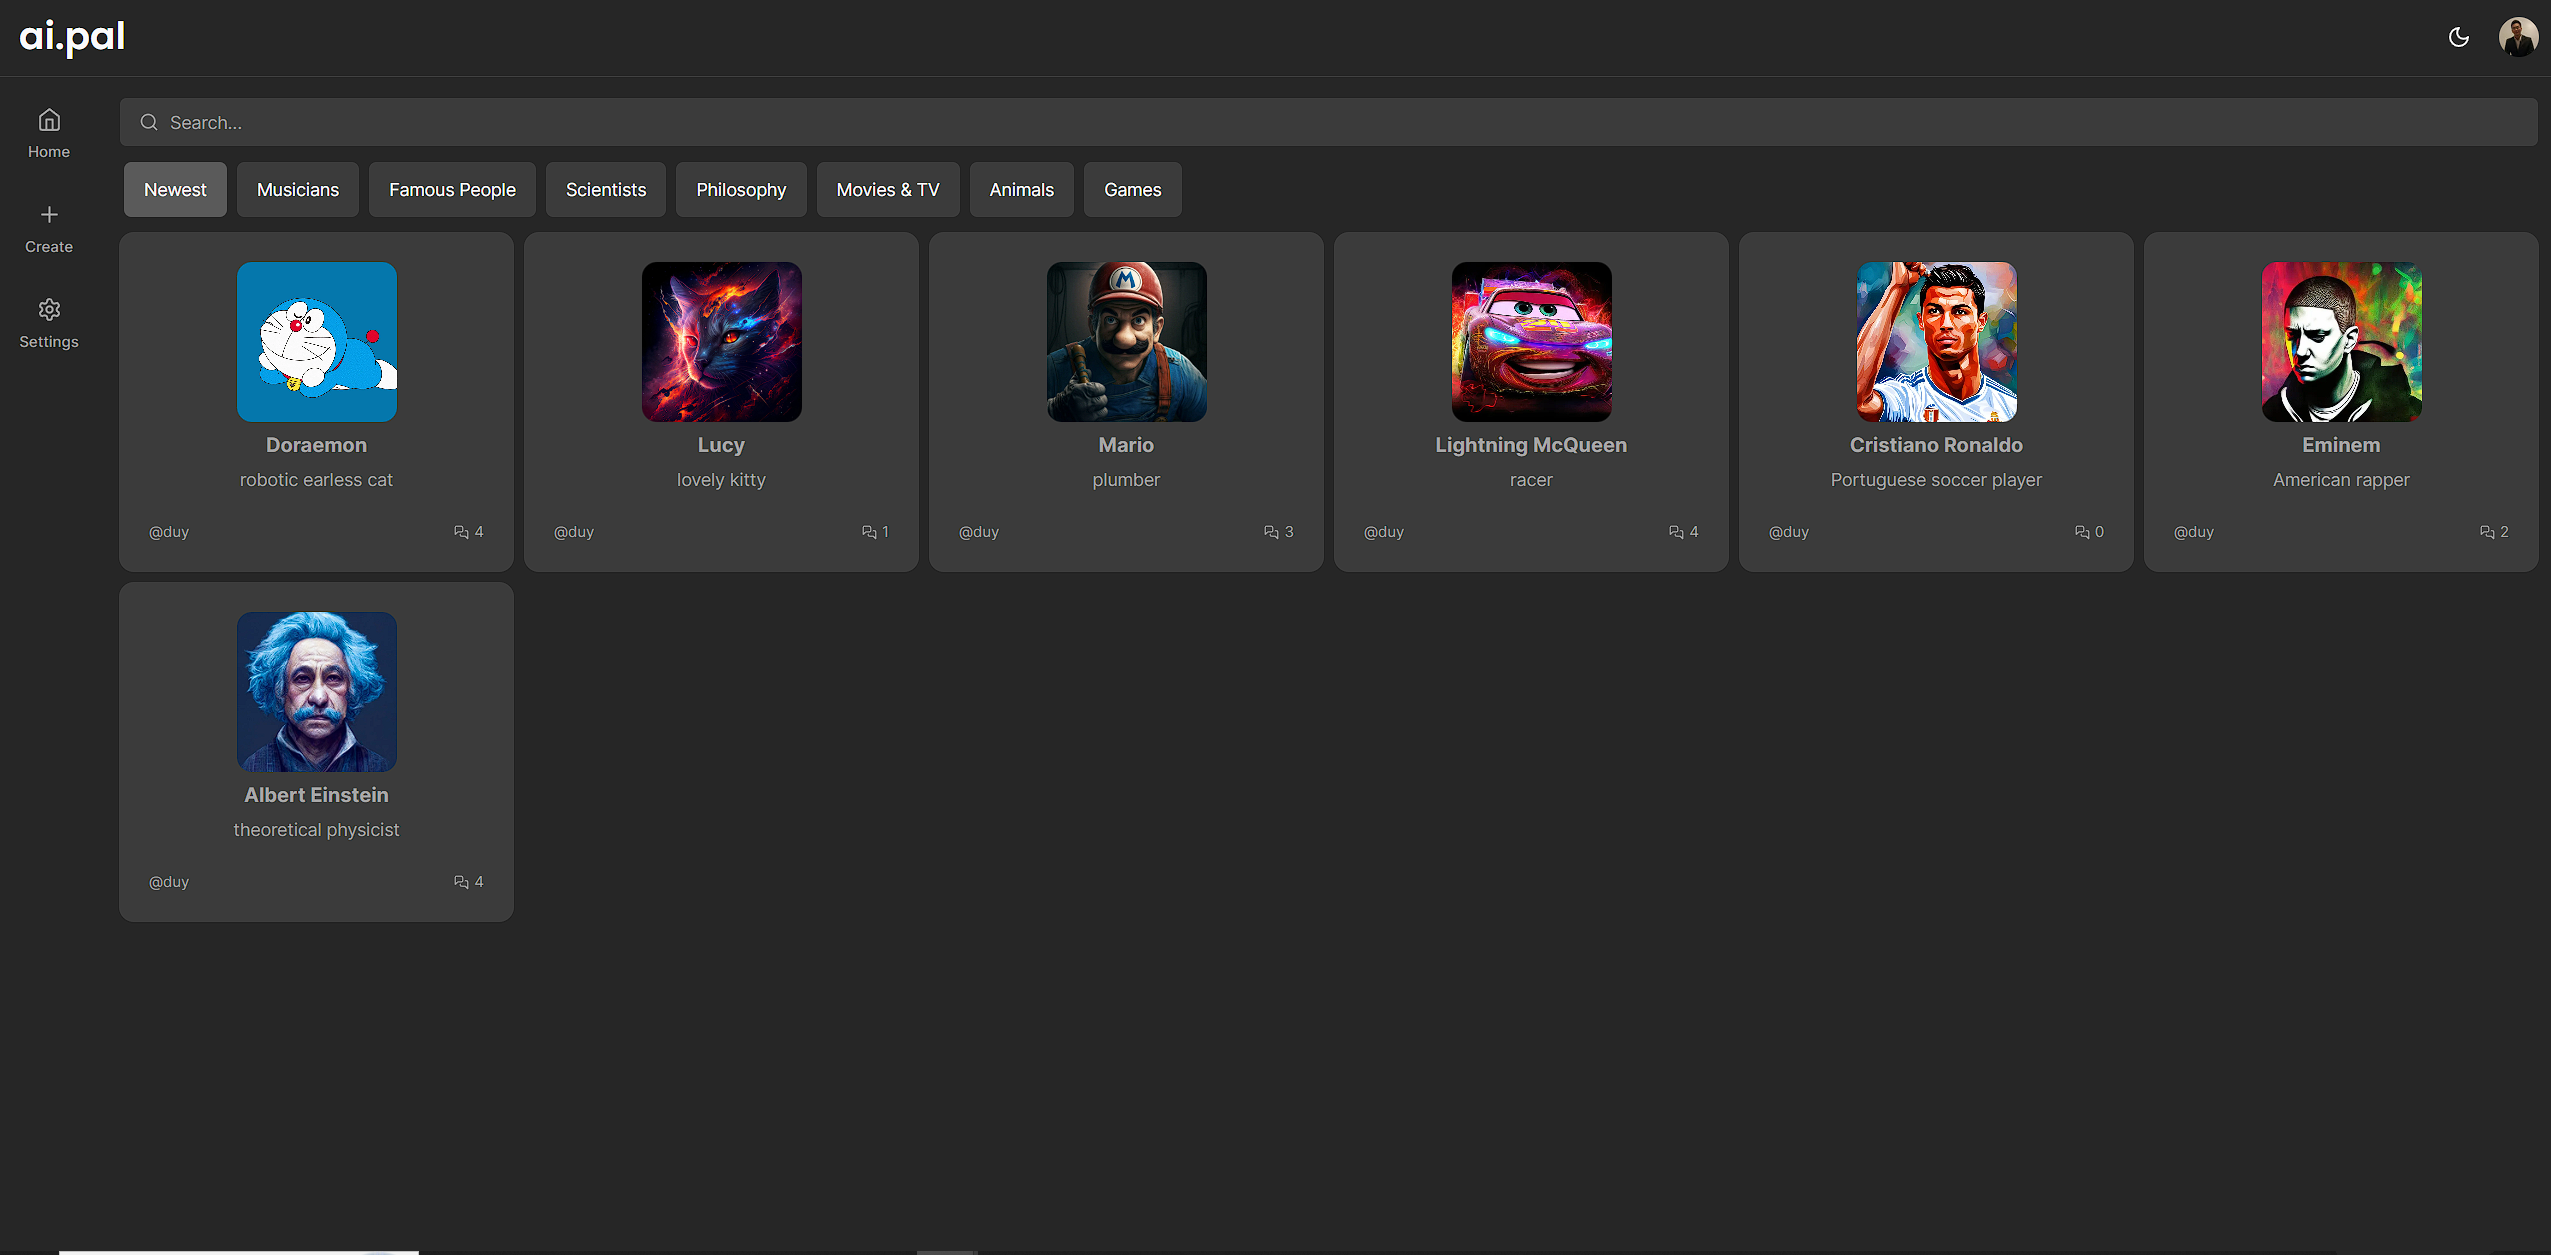 ai.pal
Home
Create
Settings
Search...
Newest
Musicians
Famous People
Scientists
Philosophy
Movies & TV
Animals
Games
Doraemon
robotic earless cat
@duy
4
Lucy
lovely kitty
@duy
1
M
Mario
plumber
@duy
3
Lightning McQueen
racer
@duy
4
Cristiano Ronaldo
Portuguese soccer player
@duy
0
Eminem
American rapper
@duy
2
Albert Einstein
theoretical physicist
@duy
4